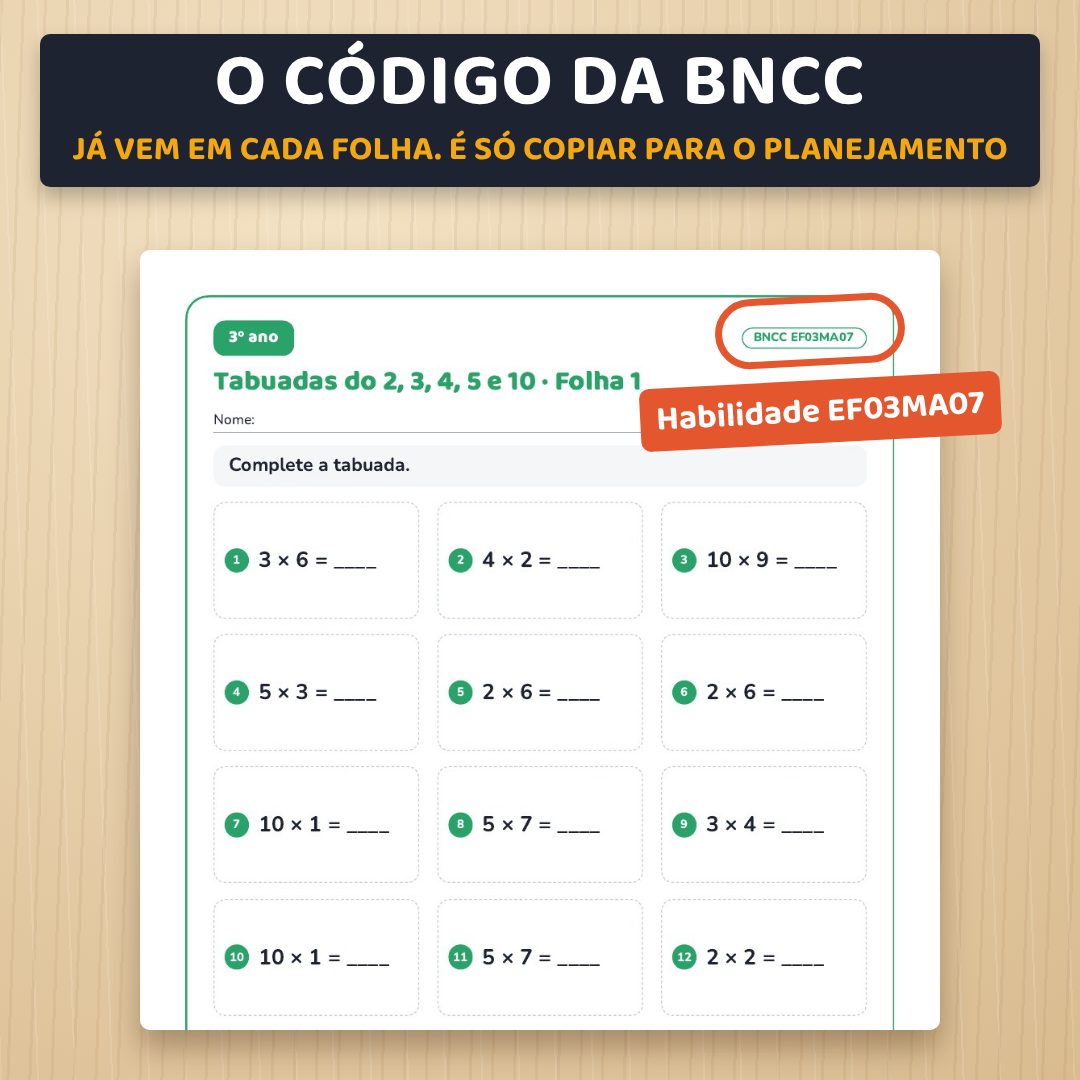 O CÓDIGO DA BNCC
JÁ VEM EM CADA FOLHA. É SÓ COPIAR PARA O PLANEJAMENTO
3º ano
BNCC EF03MA07
Tabuadas do 2, 3, 4, 5 e 10 · Folha 1
Habilidade EF03MA07
Nome:
Complete a tabuada.
1 3 × 6 = ____ 2 4 × 2 = ____ 3 10 × 9 = ____
4 5 × 3 = ____ 5 2 × 6 = ____ 6 2 × 6 = ____
7 10 × 1 = ____ 8 5 × 7 = ____ 9 3 × 4 = ____
10 10 × 1 = ____ 11 5 × 7 = ____ 12 2 × 2 = ____